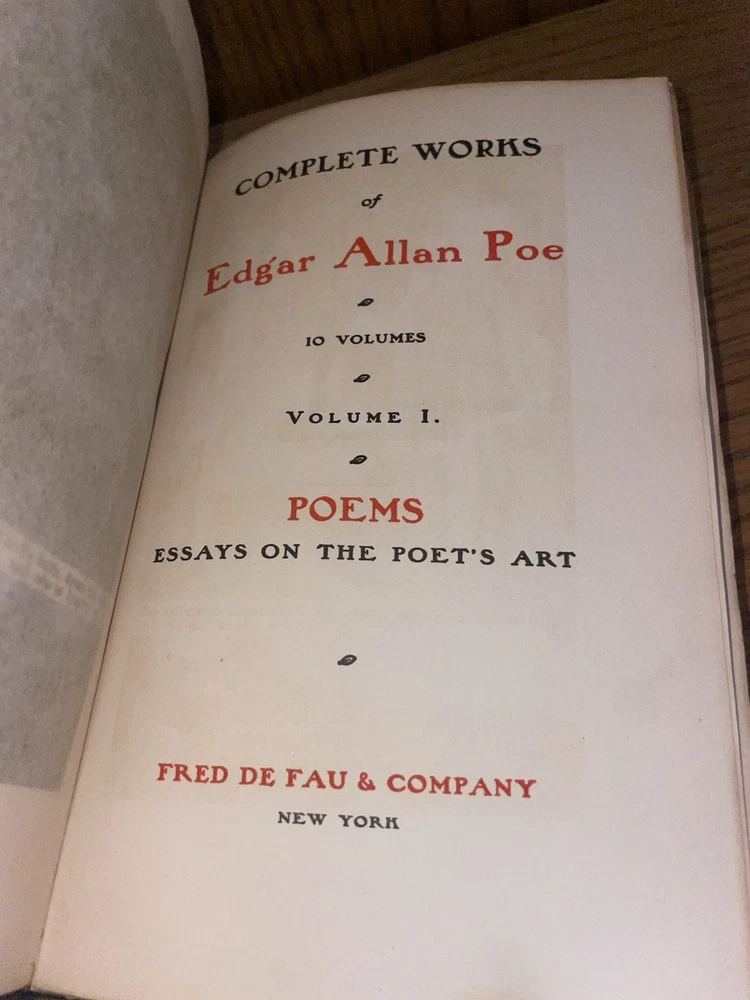 COMPLETE WORKS
of
Edgar Allan Poe
10 VOLUMES
VOLUME I.
POEMS
ESSAYS ON THE POET'S ART
FRED DE FAU & COMPANY
NEW YORK